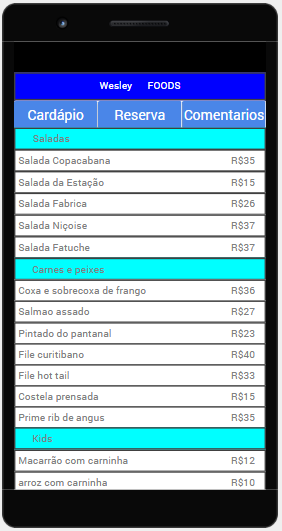 Wesley FOODS
Cardápio Reserva Comentarios
Saladas
Salada Copacabana R$35
Salada da Estação R$15
Salada Fabrica R$26
Salada Niçoise R$37
Salada Fatuche R$37
Carnes e peixes
Coxa e sobrecoxa de frango R$36
Salmao assado R$27
Pintado do pantanal R$23
File curitibano R$40
File hot tail R$33
Costela prensada R$15
Prime rib de angus R$35
Kids
Macarrão com carninha R$12
arroz com carninha R$10